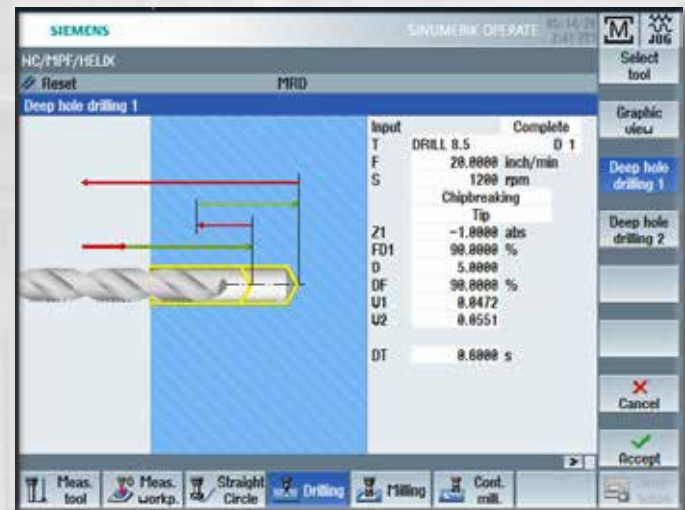 SIEMENS
SINUMERIK OPERATE
JOG
NC/MPF/HELIX
Reset MRD
Deep hole drilling 1
Input Complete
T DRILL 8.5 D 1
F 20.0000 inch/min
S 1200 rpm
Chipbreaking
Tip
Z1 -1.0000 abs
FD1 90.0000 %
D 5.0000
DF 90.0000 %
U1 0.0472
U2 0.0551
DT 0.6000 s
Select tool
Graphic view
Deep hole drilling 1
Deep hole drilling 2
Cancel
Accept
Meas. tool
Meas. workp.
Straight Circle
Drilling
Milling
Cont. mill.